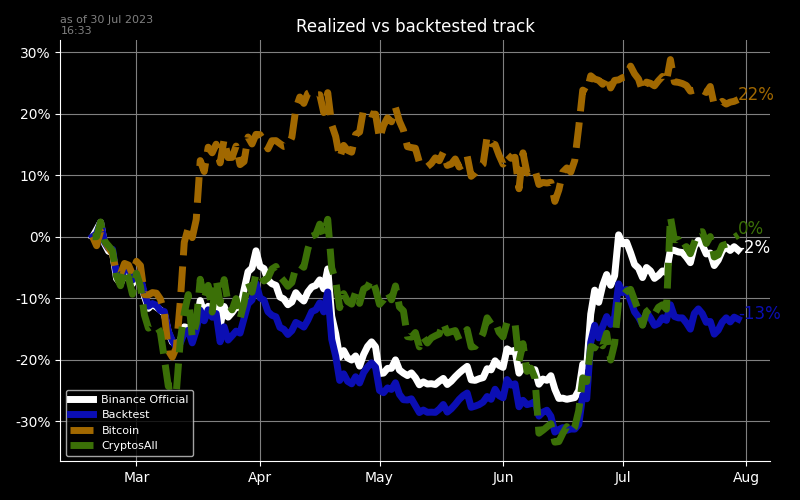 as of 30 Jul 2023
16:33
Realized vs backtested track
30%
20%
10%
0%
-10%
-20%
-30%
22%
0%
-2%
-13%
Binance Official
Backtest
Bitcoin
CryptosAll
Mar
Apr
May
Jun
Jul
Aug